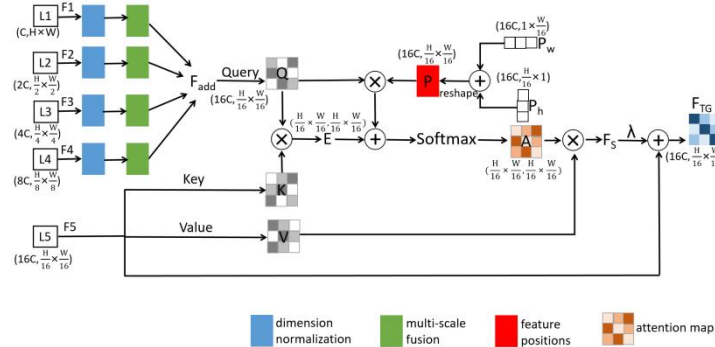 L1 F1
(C,H×W)
L2 F2
(2C, H/2 × W/2)
L3 F3
(4C, H/4 × W/4)
L4 F4
(8C, H/8 × W/8)
L5 F5
(16C, H/16 × W/16)
F_add
Query
(16C, H/16 × W/16)
Q
Key
K
Value
V
(H/16 × W/16, H/16 × W/16)
E
(16C, H/16 × W/16)
P
reshape
(16C, 1 × W/16)
P_w
(16C, H/16 × 1)
P_h
Softmax
A
(H/16 × W/16, H/16 × W/16)
F_S
λ
F_TG
(16C, H/16 ×
dimension
normalization
multi-scale
fusion
feature
positions
attention map